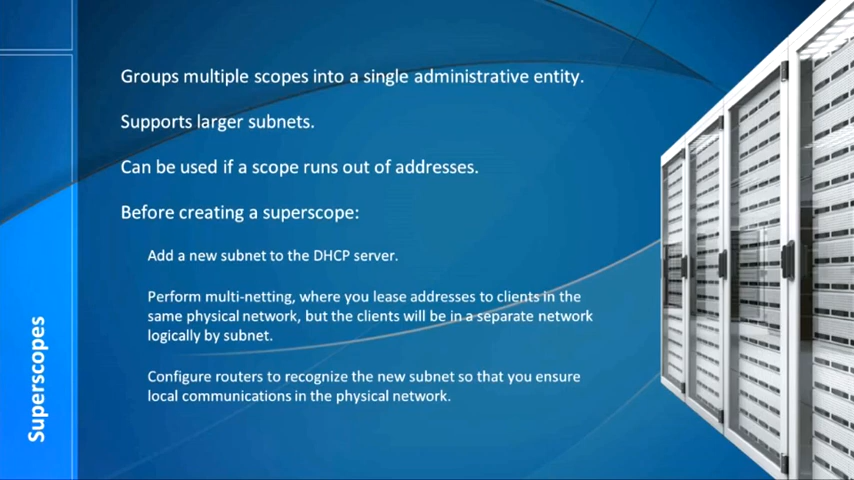 Groups multiple scopes into a single administrative entity.
Supports larger subnets.
Can be used if a scope runs out of addresses.
Before creating a superscope:
Add a new subnet to the DHCP server.
Perform multi-netting, where you lease addresses to clients in the
same physical network, but the clients will be in a separate network
logically by subnet.
Configure routers to recognize the new subnet so that you ensure
local communications in the physical network.
Superscopes